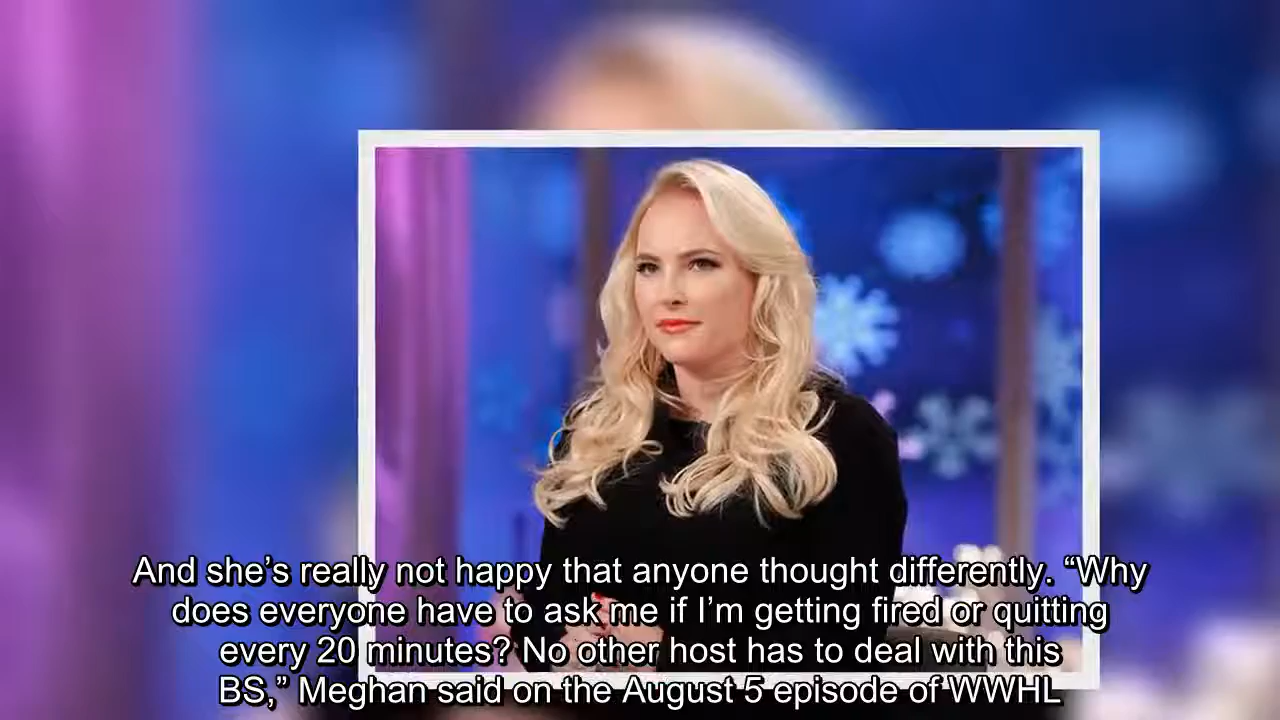 And she’s really not happy that anyone thought differently. “Why
does everyone have to ask me if I’m getting fired or quitting
every 20 minutes? No other host has to deal with this
BS,” Meghan said on the August 5 episode of WWHL